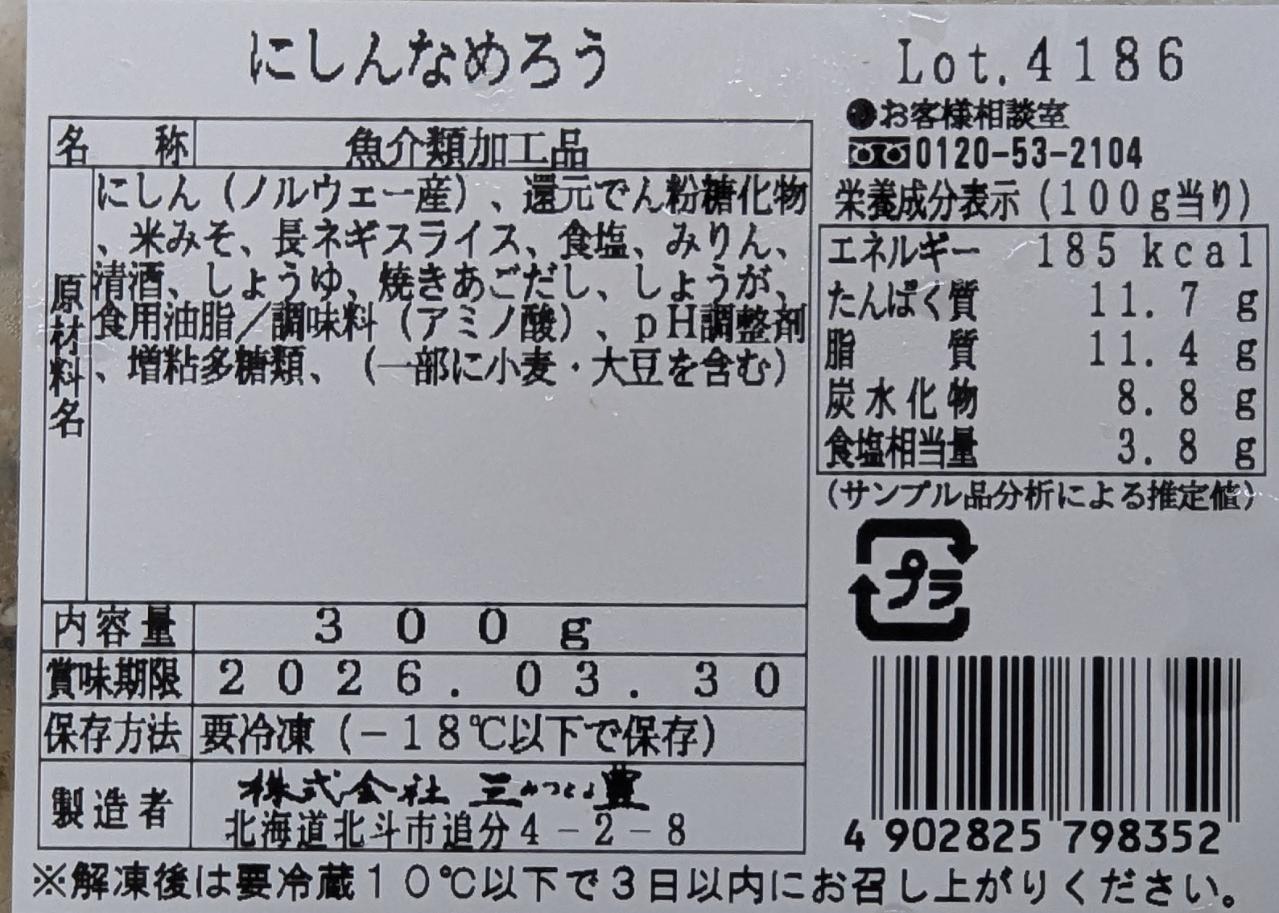 にしんなめろう
Lot.4186
名称 魚介類加工品
原材料名
にしん（ノルウェー産）、還元でん粉糖化物
、米みそ、長ネギスライス、食塩、みりん、
清酒、しょうゆ、焼きあごだし、しょうが、
食用油脂／調味料（アミノ酸）、ｐＨ調整剤
、増粘多糖類、（一部に小麦・大豆を含む）
内容量 300g
賞味期限 2026.03.30
保存方法 要冷凍（－１８℃以下で保存）
製造者 株式会社 三みつとよ豊
北海道北斗市追分４－２－８
●お客様相談室
0120-53-2104
栄養成分表示（100g当り）
エネルギー 185 kcal
たんぱく質 11.7 g
脂質 11.4 g
炭水化物 8.8 g
食塩相当量 3.8 g
（サンプル品分析による推定値）
プラ
4 902825 798352
※解凍後は要冷蔵１０℃以下で３日以内にお召し上がりください。